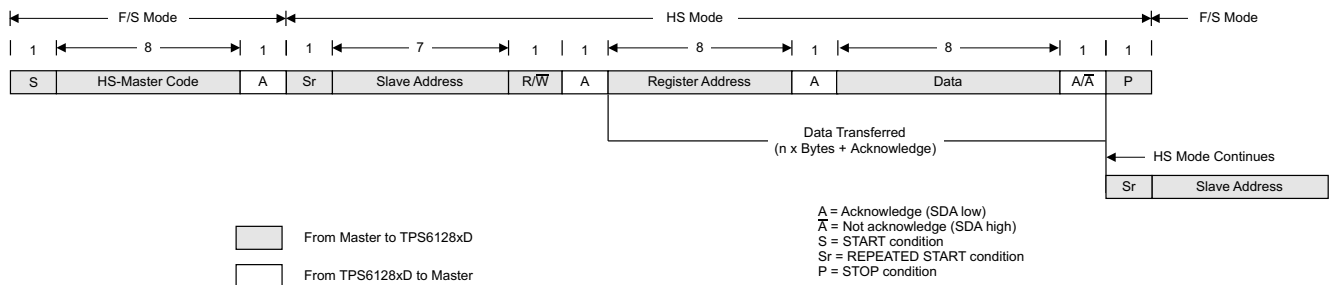 F/S Mode HS Mode F/S Mode
1 8 1 1 7 1 1 8 1 8 1 1
S HS-Master Code A Sr Slave Address R/W̅ A Register Address A Data A/A̅ P
Data Transferred
(n x Bytes + Acknowledge)
HS Mode Continues
Sr Slave Address
From Master to TPS6128xD
From TPS6128xD to Master
A = Acknowledge (SDA low)
A̅ = Not acknowledge (SDA high)
S = START condition
Sr = REPEATED START condition
P = STOP condition